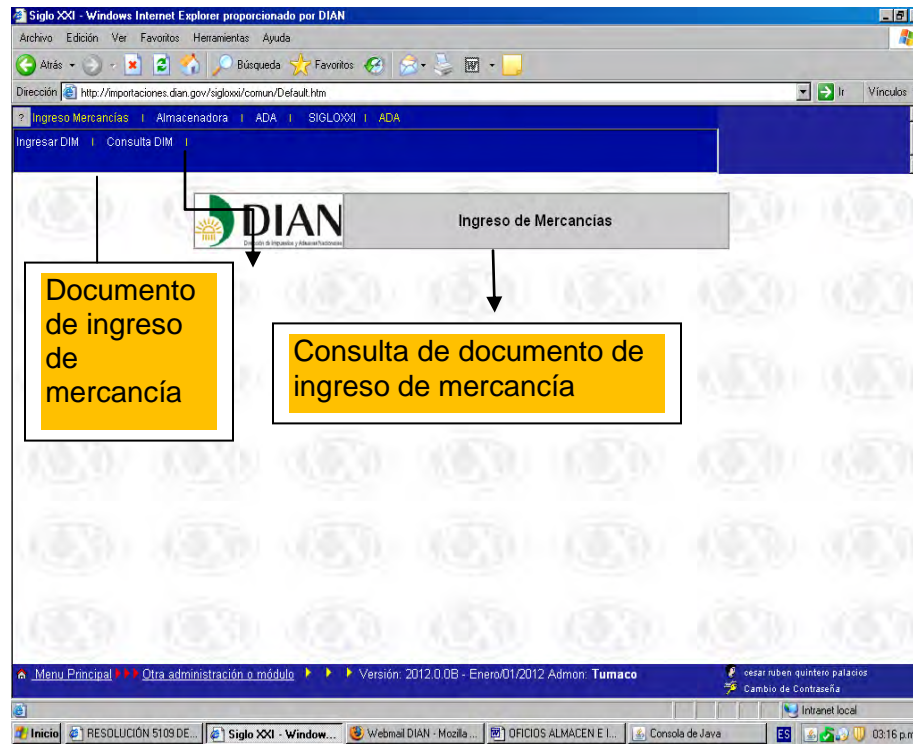 Siglo XXI - Windows Internet Explorer proporcionado por DIAN
Archivo Edición Ver Favoritos Herramientas Ayuda
Atrás Búsqueda Favoritos
Dirección http://importaciones.dian.gov/sigloxxi/comun/Default.htm Ir Vínculos
? Ingreso Mercancías | Almacenadora | ADA | SIGLOXXI | ADA
Ingresar DIM | Consulta DIM |
DIAN
Ingreso de Mercancías
Documento
de ingreso
de
mercancía
Consulta de documento de
ingreso de mercancía
Menu Principal Otra administración o módulo Versión: 2012.0.0B - Enero/01/2012 Admon: Tumaco
cesar ruben quintero palacios
Cambio de Contraseña
Intranet local
Inicio RESOLUCIÓN 5109 DE... Siglo XXI - Window... Webmail DIAN - Mozilla ... OFICIOS ALMACEN E I... Consola de Java ES 03:16 p.m